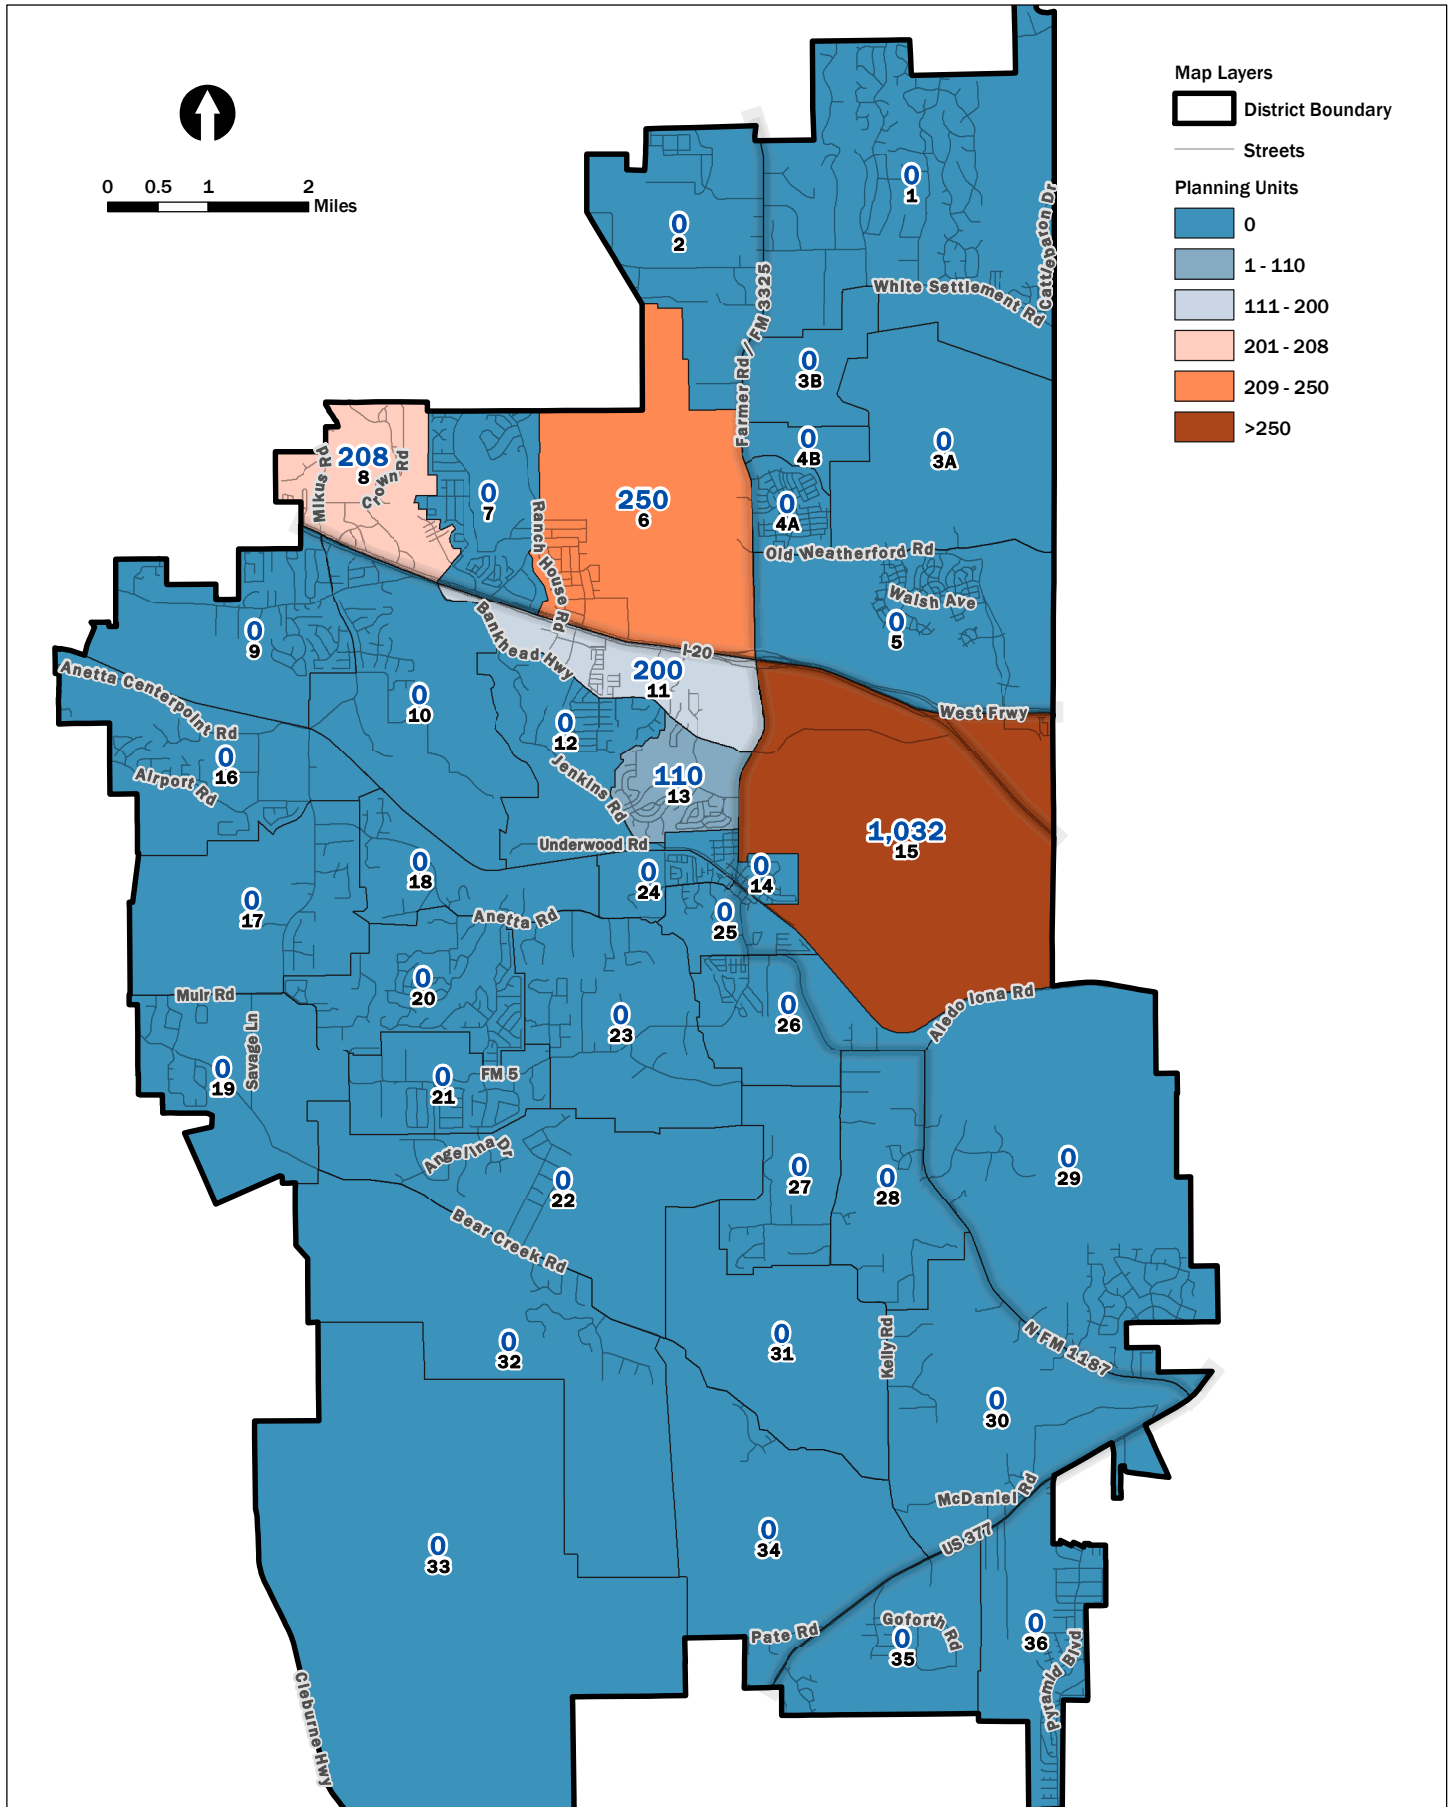 0 0.5 1 2
Miles
Map Layers
District Boundary
Streets
Planning Units
0
1 - 110
111 - 200
201 - 208
209 - 250
>250
0
1
0
2
Cattlebaron Dr
White Settlement Rd
Farmer Rd / FM 3325
0
3B
0
4B
0
3A
208
8
Mikus Rd
Crown Rd
0
7
250
6
0
4A
Ranch House Rd
Old Weatherford Rd
Walsh Ave
0
5
0
9
Bankhead Hwy
I-20
200
11
Anetta Centerpoint Rd
0
10
0
12
West Frwy
0
16
Airport Rd
Jenkins Rd
110
13
1,032
15
Underwood Rd
0
18
0
24
0
14
0
17
Anetta Rd
0
25
0
20
Muir Rd
0
23
0
26
Aledo Iona Rd
Savage Ln
0
19
0
21
FM 5
Angelina Dr
0
22
0
27
0
28
0
29
Bear Creek Rd
0
32
0
31
Kelly Rd
N FM 1187
0
30
McDaniel Rd
0
33
0
34
US 377
Pate Rd
Goforth Rd
0
35
0
36
Pyramid Blvd
Cleburne Hwy